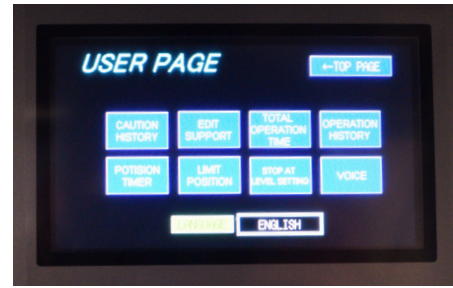 USER PAGE
←TOP PAGE
CAUTION
HISTORY
EDIT
SUPPORT
TOTAL
OPERATION
TIME
OPERATION
HISTORY
POTISION
TIMER
LIMIT
POSITION
STOP AT
LEVEL SETTING
VOICE
LANGUAGE
ENGLISH